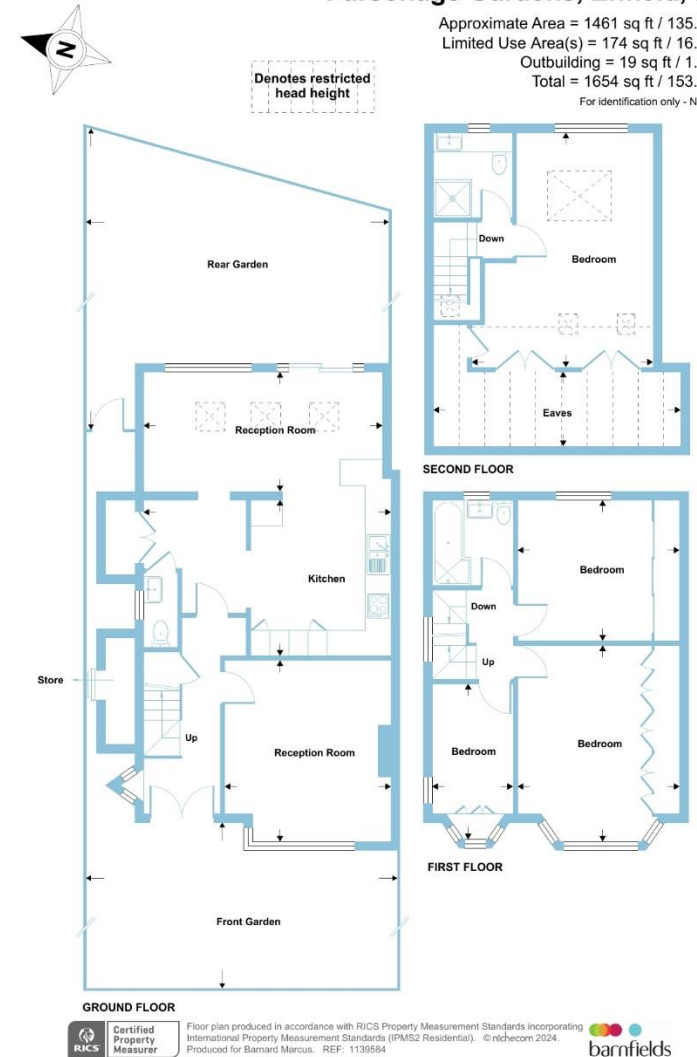 Approximate Area = 1461 sq ft / 135.
Limited Use Area(s) = 174 sq ft / 16.
Outbuilding = 19 sq ft / 1.
Total = 1654 sq ft / 153.
For identification only - N
N
Denotes restricted
head height
Rear Garden
Reception Room
Kitchen
Store
Up
Reception Room
Front Garden
GROUND FLOOR
Down
Bedroom
Eaves
SECOND FLOOR
Bedroom
Down
Up
Bedroom
Bedroom
FIRST FLOOR
RICS
Certified
Property
Measurer
Floor plan produced in accordance with RICS Property Measurement Standards incorporating
International Property Measurement Standards (IPMS2 Residential). © ntchecom 2024.
Produced for Barnard Marcus. REF: 1139584
barnfields